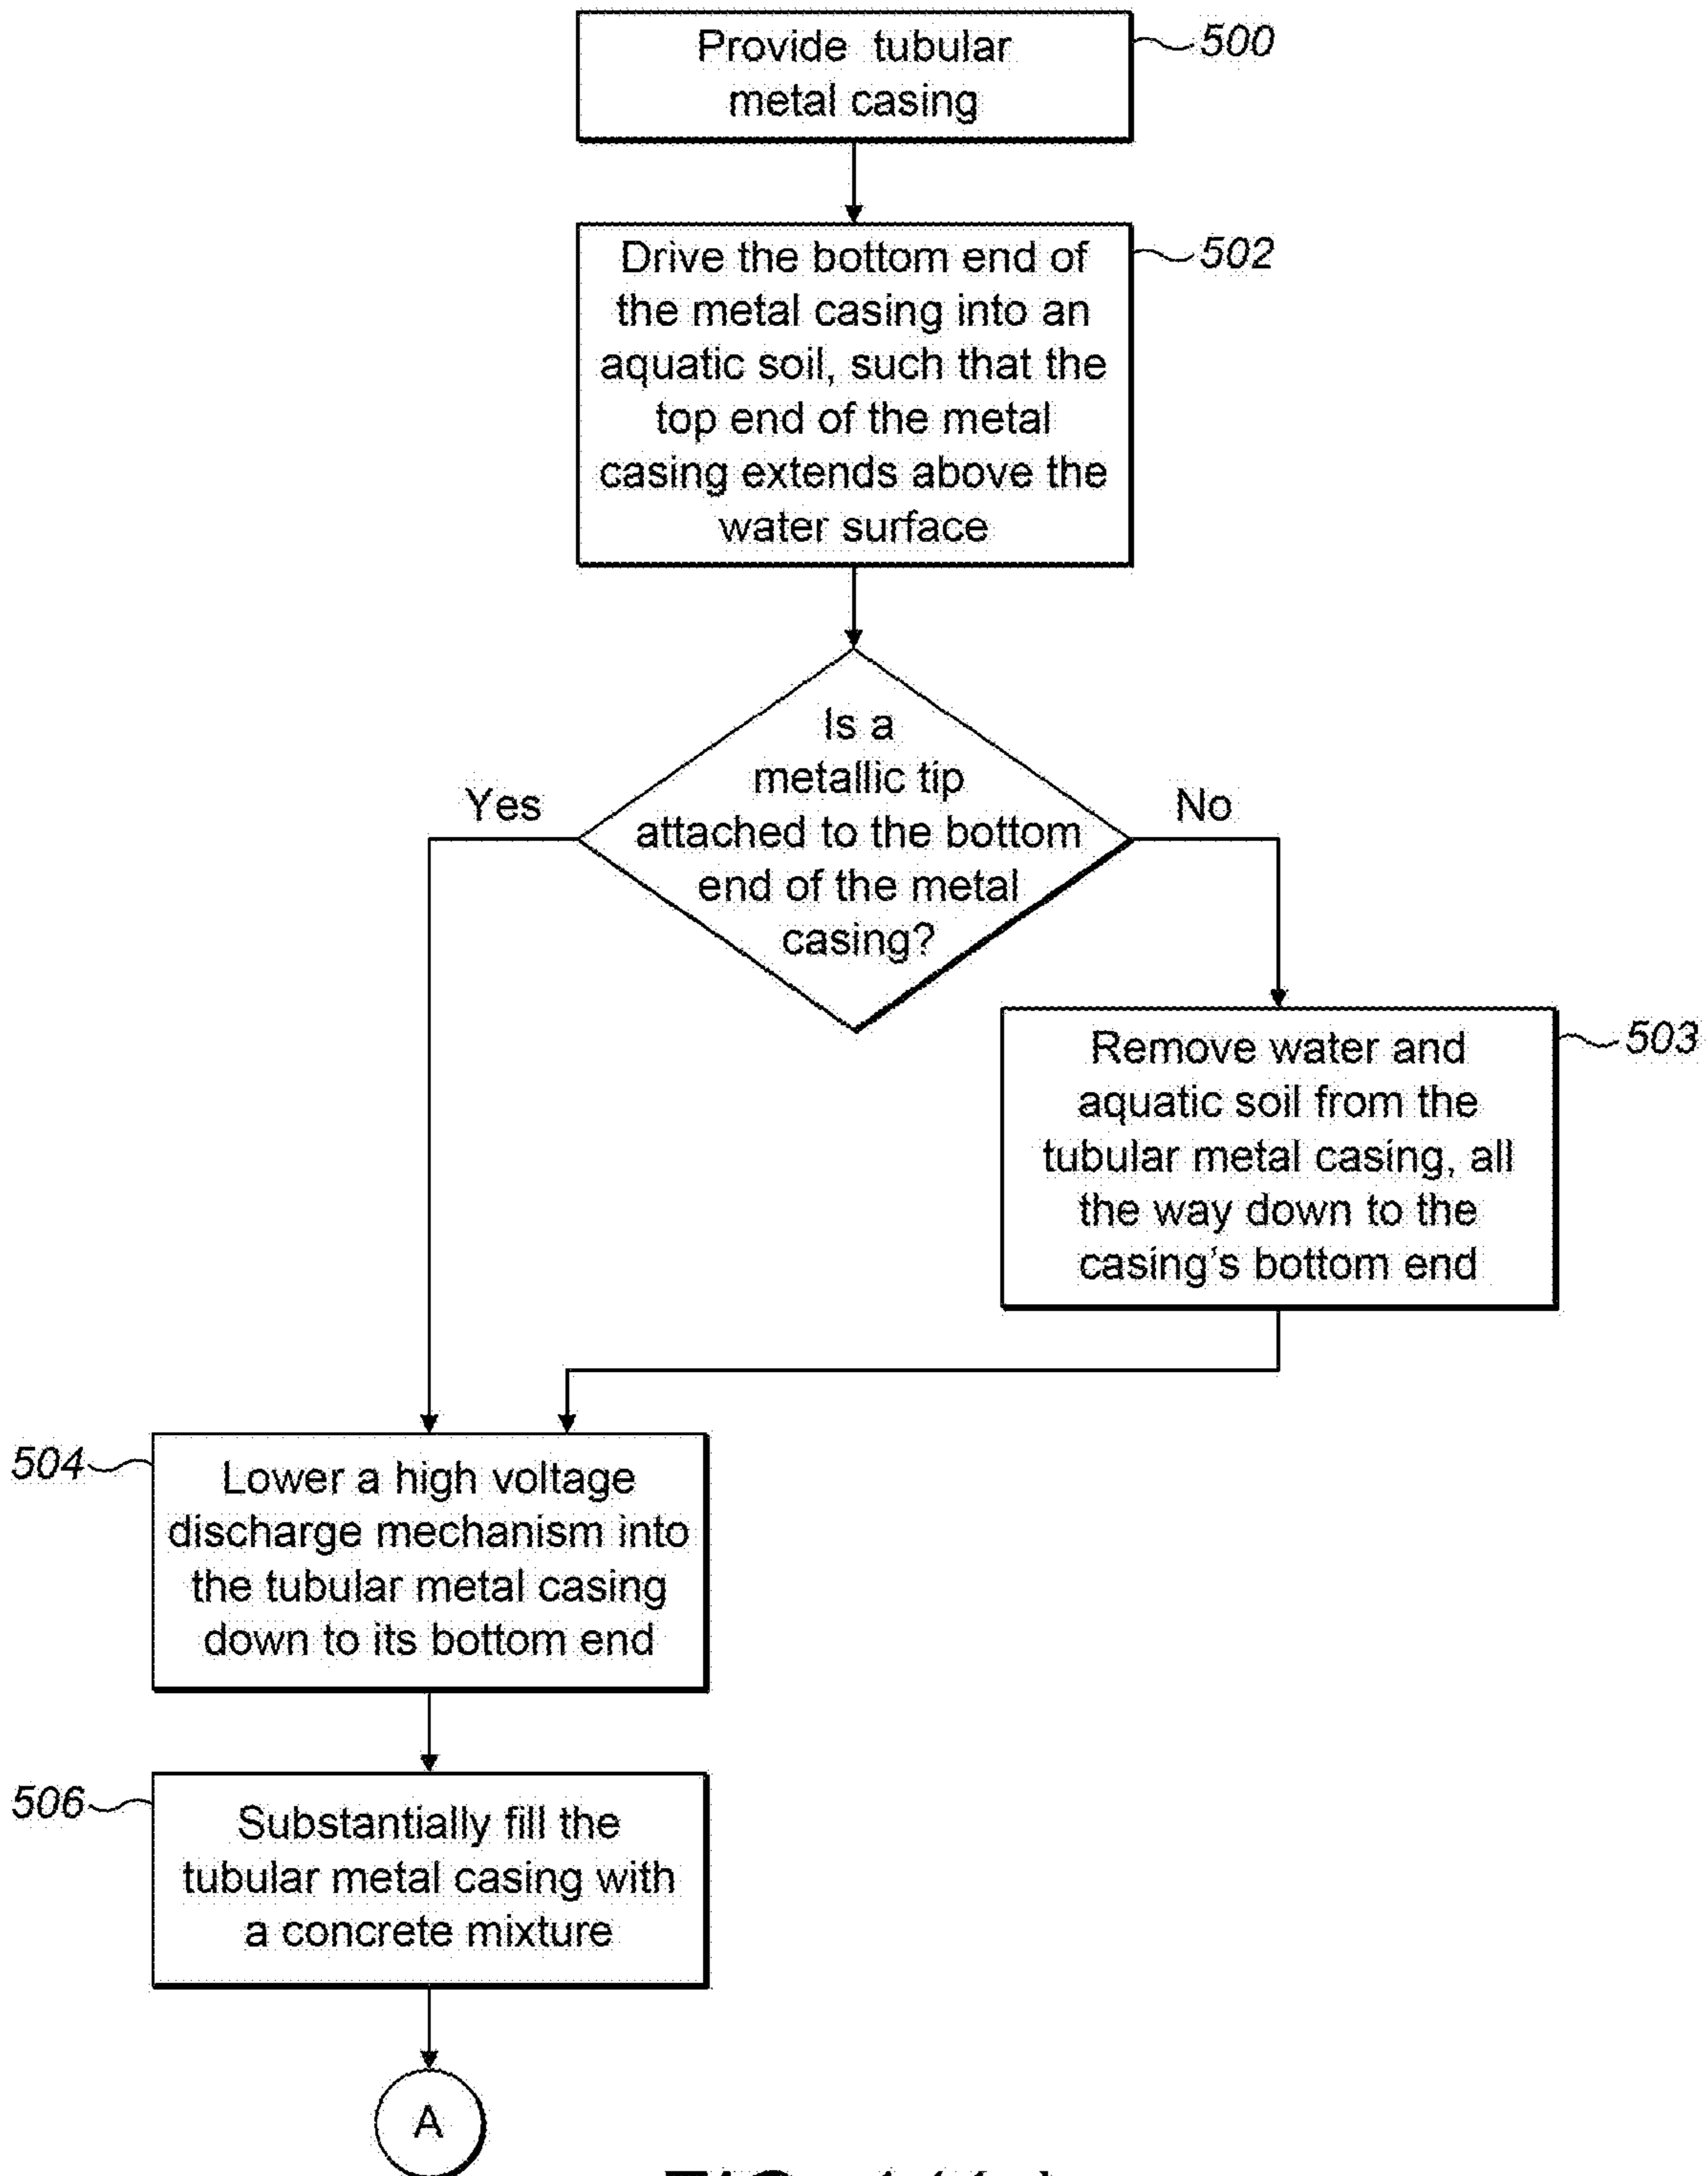 Provide tubular
metal casing
500
Drive the bottom end of
the metal casing into an
aquatic soil, such that the
top end of the metal
casing extends above the
water surface
502
Is a
metallic tip
attached to the bottom
end of the metal
casing?
Yes
No
Remove water and
aquatic soil from the
tubular metal casing, all
the way down to the
casing's bottom end
503
504
Lower a high voltage
discharge mechanism into
the tubular metal casing
down to its bottom end
506
Substantially fill the
tubular metal casing with
a concrete mixture
A